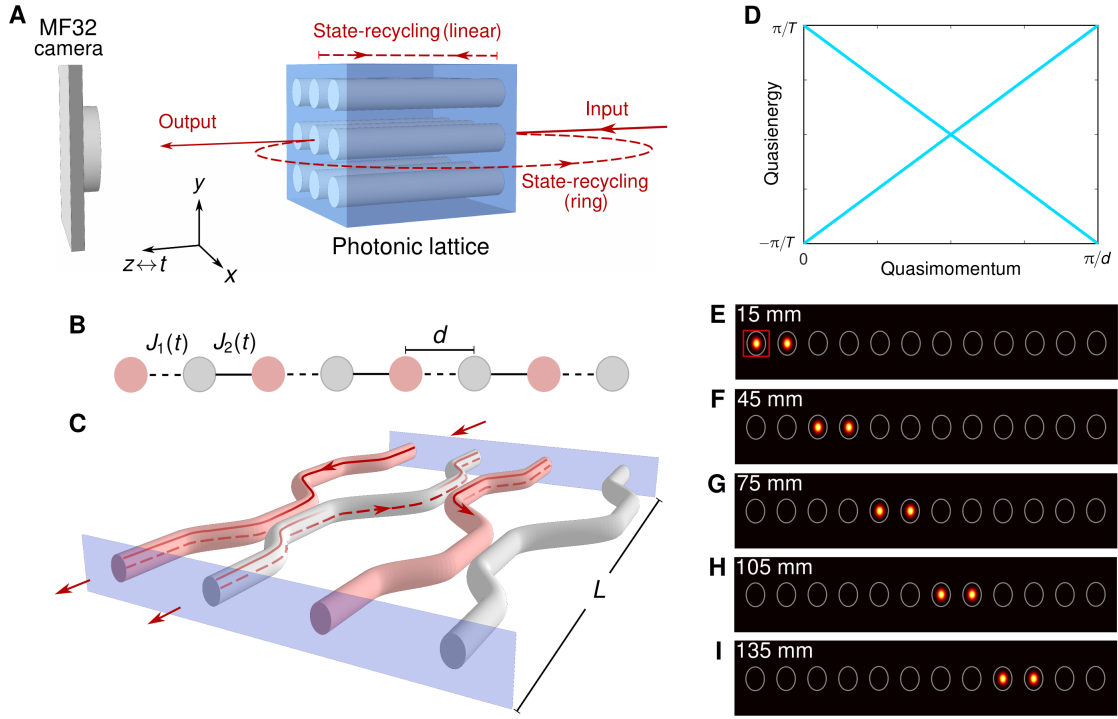 A
MF32
camera
State-recycling (linear)
Input
Output
State-recycling
(ring)
Photonic lattice
y
x
z↔t
B
J₁(t)
J₂(t)
d
C
L
D
π/T
Quasienergy
−π/T
0
π/d
Quasimomentum
E
15 mm
F
45 mm
G
75 mm
H
105 mm
I
135 mm